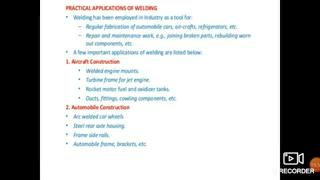 PRACTICAL APPLICATIONS OF WELDING
• Welding has been employed in Industry as a tool for:
– Regular fabrication of automobile cars, air-crafts, refrigerators, etc.
– Repair and maintenance work, e.g., joining broken parts, rebuilding worn
out components, etc.
• A few important applications of welding are listed below:
1. Aircraft Construction
• Welded engine mounts.
• Turbine frame for jet engine.
• Rocket motor fuel and oxidizer tanks.
• Ducts, fittings, cowling components, etc.
2. Automobile Construction
• Arc welded car wheels
• Steel rear axle housing.
• Frame side rails.
• Automobile frame, brackets, etc.
RECORDER